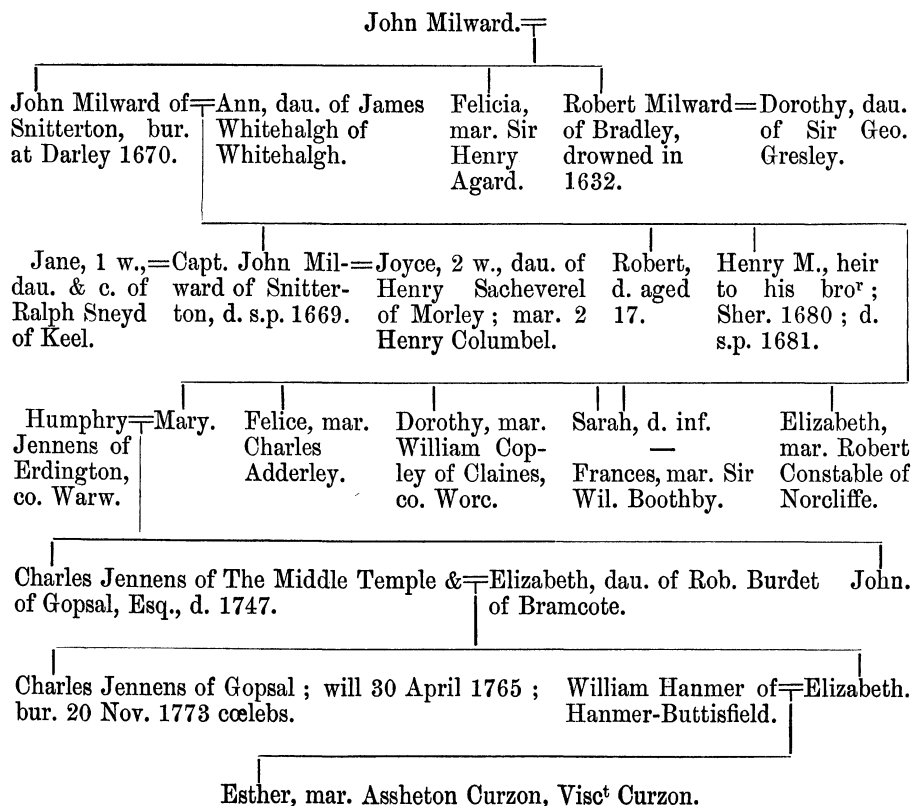 John Milward.
John Milward of
Snitterton, bur.
at Darley 1670.
Ann, dau. of James
Whitehalgh of
Whitehalgh.
Felicia,
mar. Sir
Henry
Agard.
Robert Milward
of Bradley,
drowned in
1632.
Dorothy, dau.
of Sir Geo.
Gresley.
Jane, 1 w.,
dau. & c. of
Ralph Sneyd
of Keel.
Capt. John Mil-
ward of Snitter-
ton, d. s.p. 1669.
Joyce, 2 w., dau. of
Henry Sacheverel
of Morley ; mar. 2
Henry Columbel.
Robert,
d. aged
17.
Henry M., heir
to his broʳ ;
Sher. 1680 ; d.
s.p. 1681.
Humphry
Jennens of
Erdington,
co. Warw.
Mary.
Felice, mar.
Charles
Adderley.
Dorothy, mar.
William Cop-
ley of Claines,
co. Worc.
Sarah, d. inf.
—
Frances, mar. Sir
Wil. Boothby.
Elizabeth,
mar. Robert
Constable of
Norcliffe.
Charles Jennens of The Middle Temple &
of Gopsal, Esq., d. 1747.
Elizabeth, dau. of Rob. Burdet
of Bramcote.
John.
Charles Jennens of Gopsal ; will 30 April 1765 ;
bur. 20 Nov. 1773 cœlebs.
William Hanmer of
Hanmer-Buttisfield.
Elizabeth.
Esther, mar. Assheton Curzon, Viscᵗ Curzon.